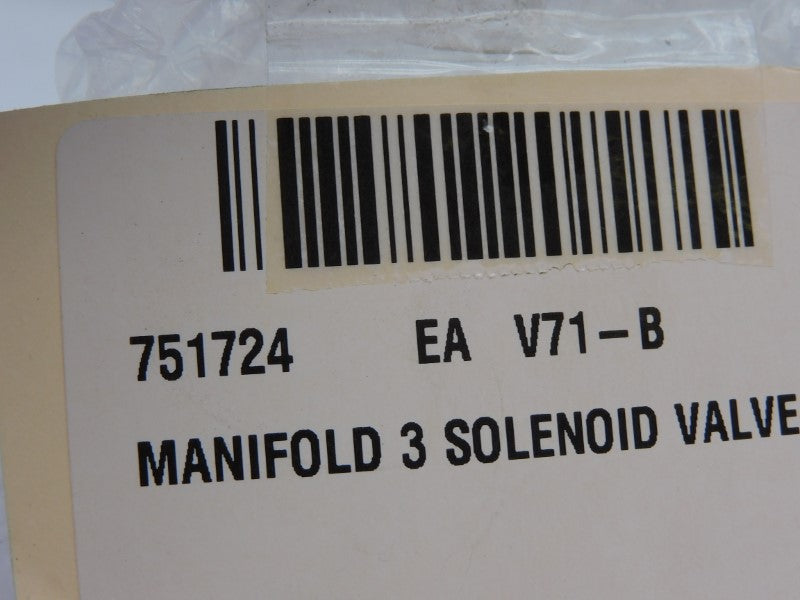 751724 EA V71-B
MANIFOLD 3 SOLENOID VALVE